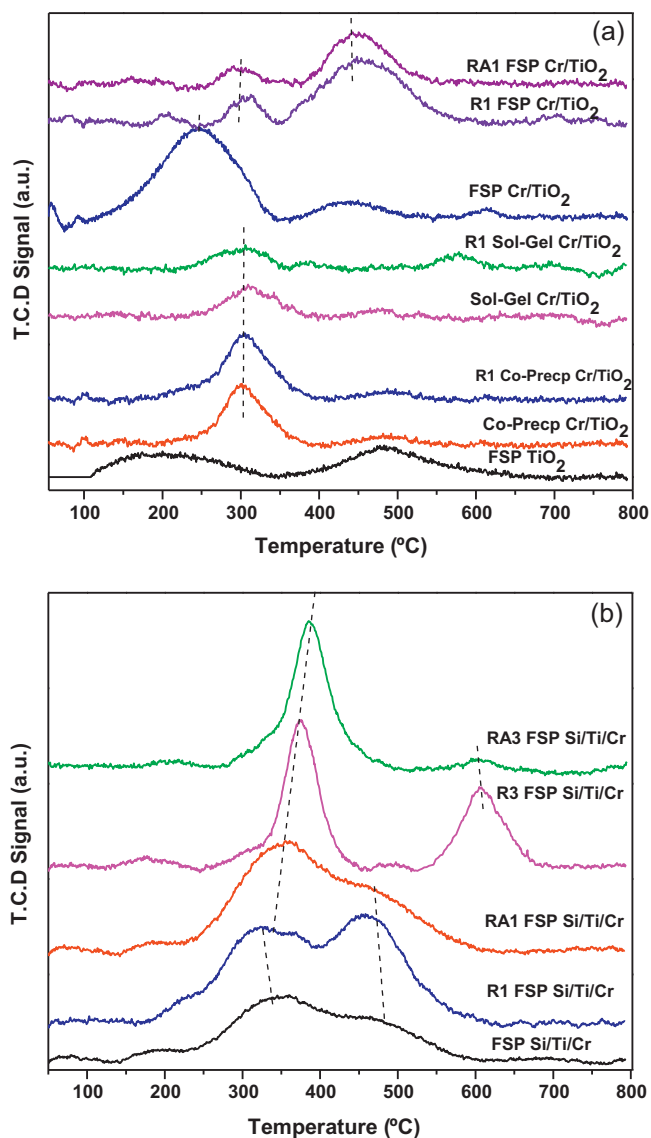 (a)
RA1 FSP Cr/TiO₂
R1 FSP Cr/TiO₂
FSP Cr/TiO₂
R1 Sol-Gel Cr/TiO₂
Sol-Gel Cr/TiO₂
R1 Co-Precp Cr/TiO₂
Co-Precp Cr/TiO₂
FSP TiO₂
T.C.D Signal (a.u.)
100 200 300 400 500 600 700 800
Temperature (ºC)
(b)
RA3 FSP Si/Ti/Cr
R3 FSP Si/Ti/Cr
RA1 FSP Si/Ti/Cr
R1 FSP Si/Ti/Cr
FSP Si/Ti/Cr
T.C.D Signal (a.u.)
100 200 300 400 500 600 700 800
Temperature (ºC)